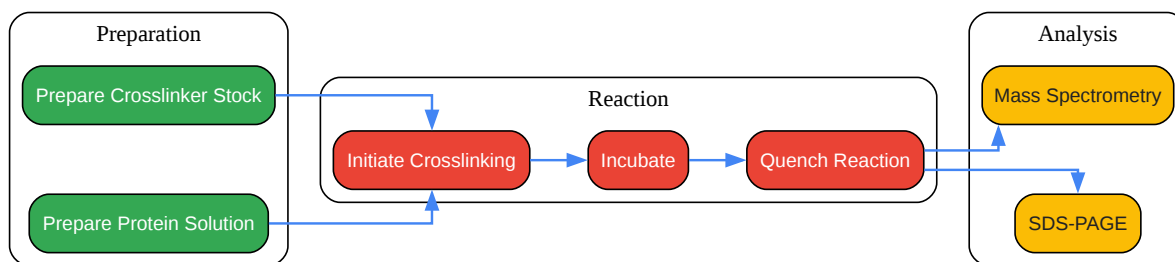 Preparation
Prepare Crosslinker Stock
Prepare Protein Solution
Reaction
Initiate Crosslinking
Incubate
Quench Reaction
Analysis
Mass Spectrometry
SDS-PAGE